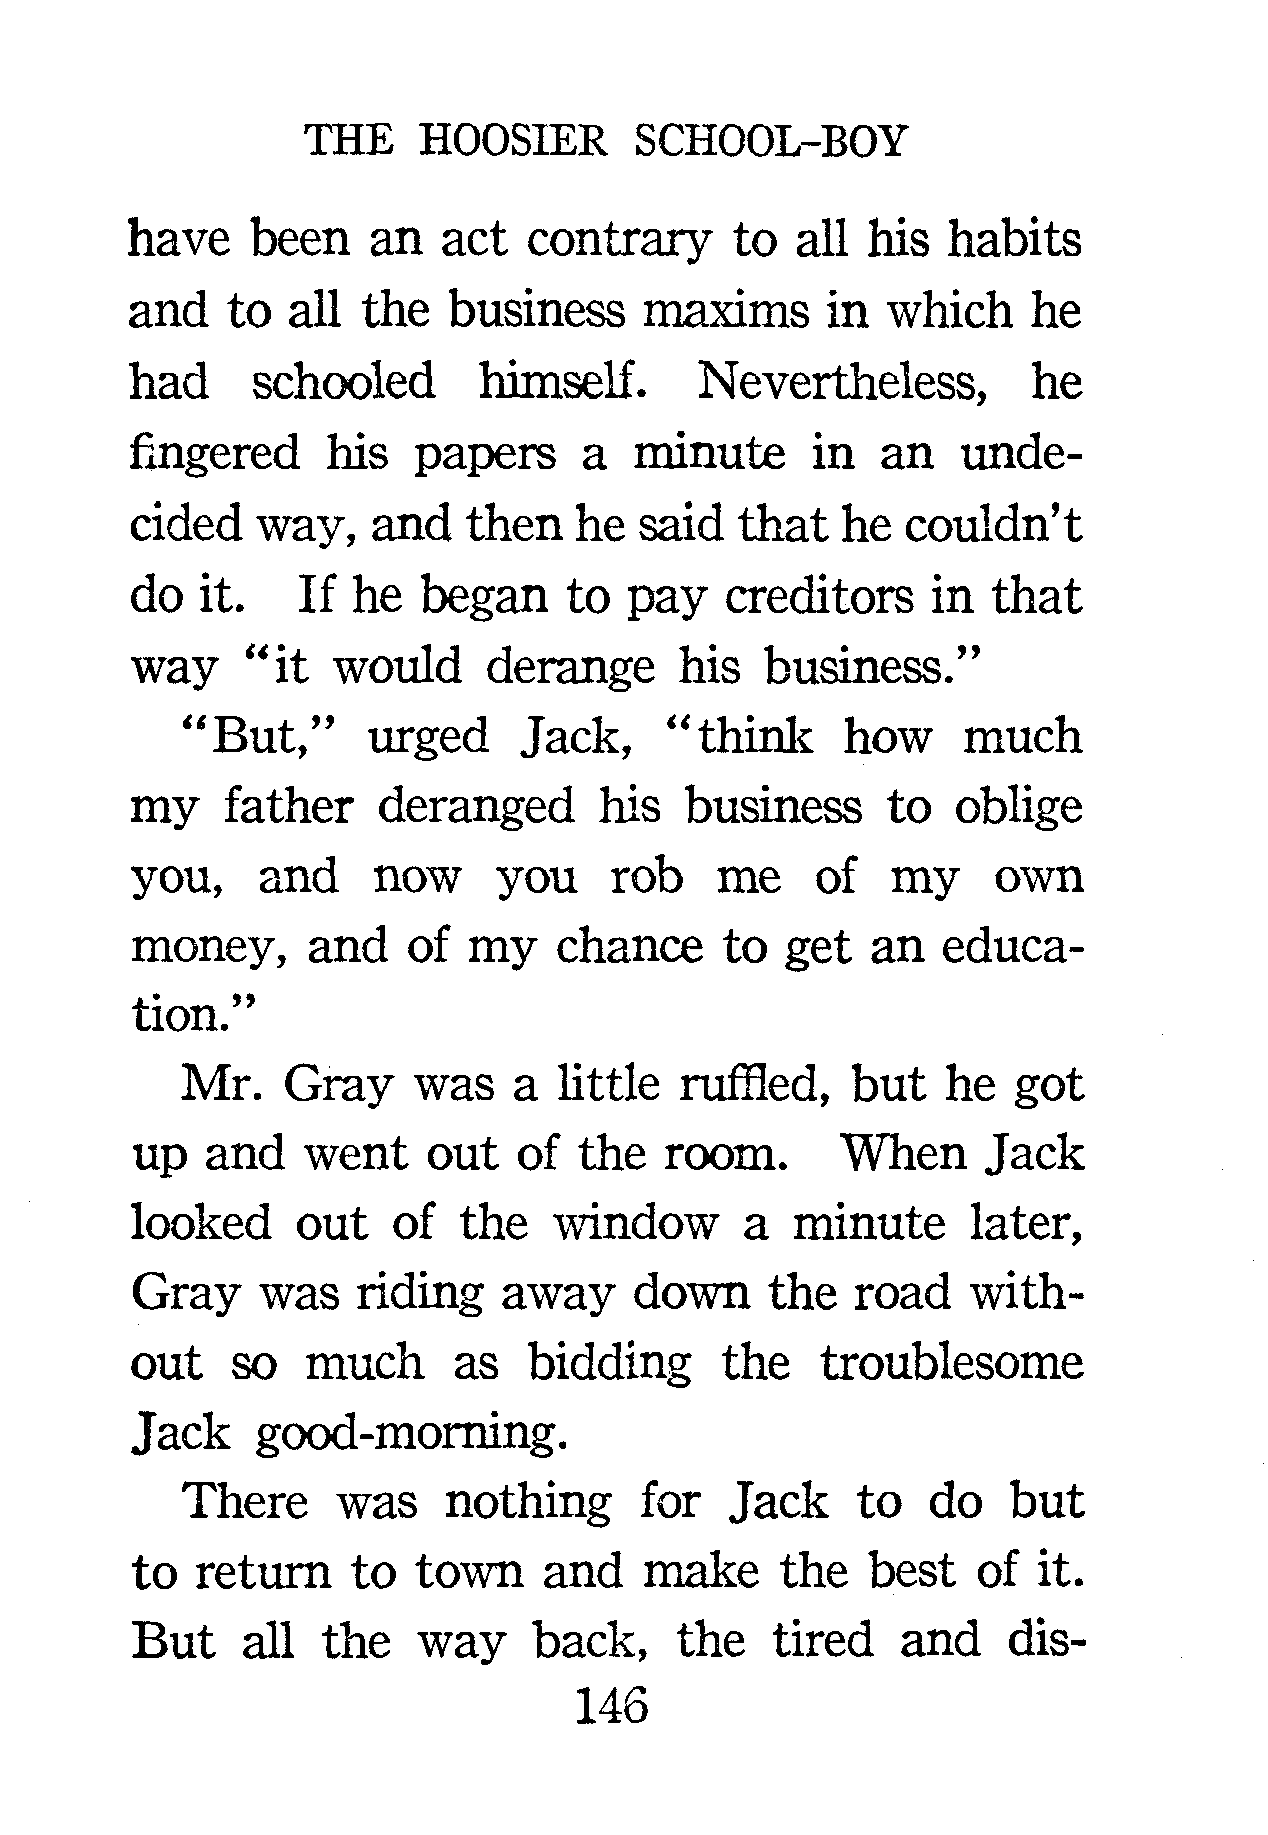 THE HOOSIER SCHOOL-BOY
have been an act contrary to all his habits
and to all the business maxims in which he
had schooled himself. Nevertheless, he
fingered his papers a minute in an unde-
cided way, and then he said that he couldn't
do it. If he began to pay creditors in that
way "it would derange his business."
"But," urged Jack, "think how much
my father deranged his business to oblige
you, and now you rob me of my own
money, and of my chance to get an educa-
tion."
Mr. Gray was a little ruffled, but he got
up and went out of the room. When Jack
looked out of the window a minute later,
Gray was riding away down the road with-
out so much as bidding the troublesome
Jack good-morning.
There was nothing for Jack to do but
to return to town and make the best of it.
But all the way back, the tired and dis-
146